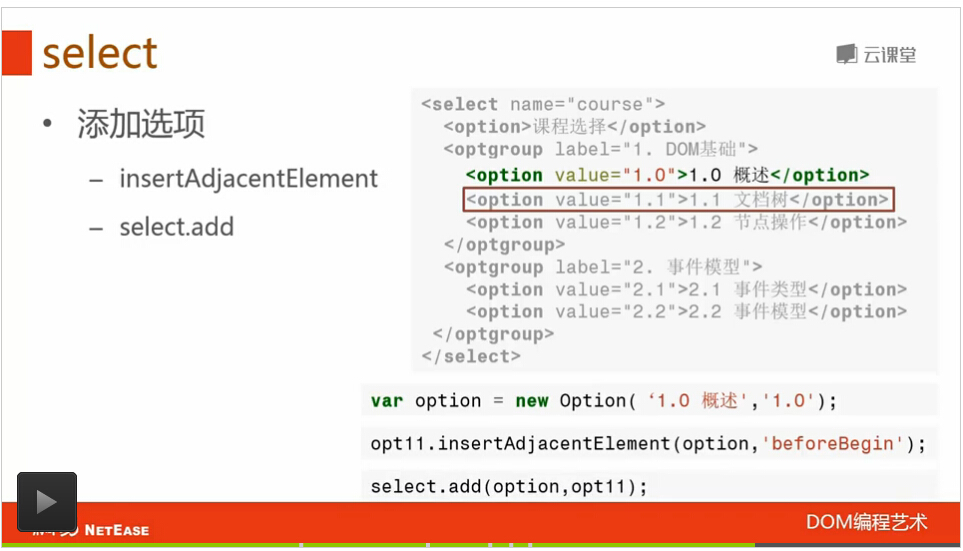 select
云课堂
• 添加选项
– insertAdjacentElement
– select.add
<select name="course">
<option>课程选择</option>
<optgroup label="1. DOM基础">
<option value="1.0">1.0 概述</option>
<option value="1.1">1.1 文档树</option>
<option value="1.2">1.2 节点操作</option>
</optgroup>
<optgroup label="2. 事件模型">
<option value="2.1">2.1 事件类型</option>
<option value="2.2">2.2 事件模型</option>
</optgroup>
</select>
var option = new Option( ‘1.0 概述','1.0');
opt11.insertAdjacentElement(option,'beforeBegin');
select.add(option,opt11);
NetEase
DOM编程艺术